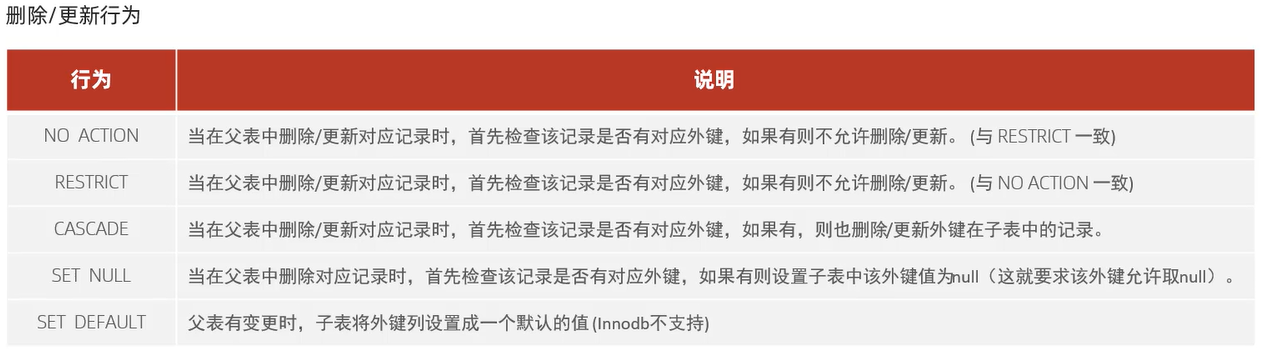 删除/更新行为
行为 说明
NO ACTION 当在父表中删除/更新对应记录时，首先检查该记录是否有对应外键，如果有则不允许删除/更新。 (与 RESTRICT 一致)
RESTRICT 当在父表中删除/更新对应记录时，首先检查该记录是否有对应外键，如果有则不允许删除/更新。 (与 NO ACTION 一致)
CASCADE 当在父表中删除/更新对应记录时，首先检查该记录是否有对应外键，如果有，则也删除/更新外键在子表中的记录。
SET NULL 当在父表中删除对应记录时，首先检查该记录是否有对应外键，如果有则设置子表中该外键值为null（这就要求该外键允许取null）。
SET DEFAULT 父表有变更时，子表将外键列设置成一个默认的值 (Innodb不支持)